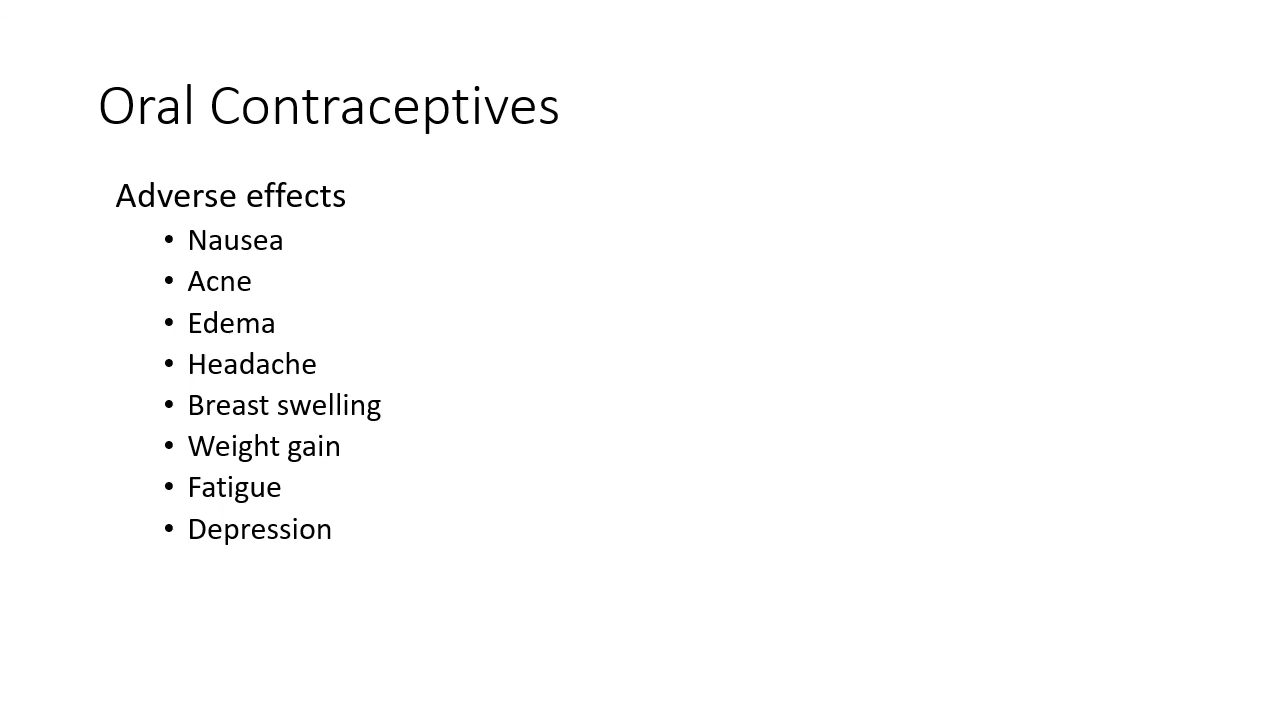 Oral Contraceptives
Adverse effects
• Nausea
• Acne
• Edema
• Headache
• Breast swelling
• Weight gain
• Fatigue
• Depression